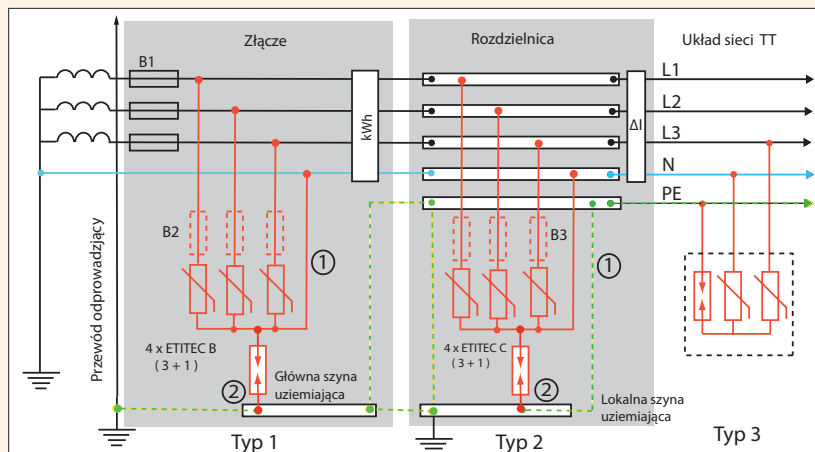 Złącze
Rozdzielnica
Układ sieci TT
B1
L1
L2
L3
N
PE
kWh
ΔI
B2
1
B3
1
Przewód odprowadzający
4 x ETITEC B
( 3 + 1 )
4 x ETITEC C
( 3 + 1 )
2
Główna szyna
uziemiająca
2
Lokalna szyna
uziemiająca
Typ 1
Typ 2
Typ 3